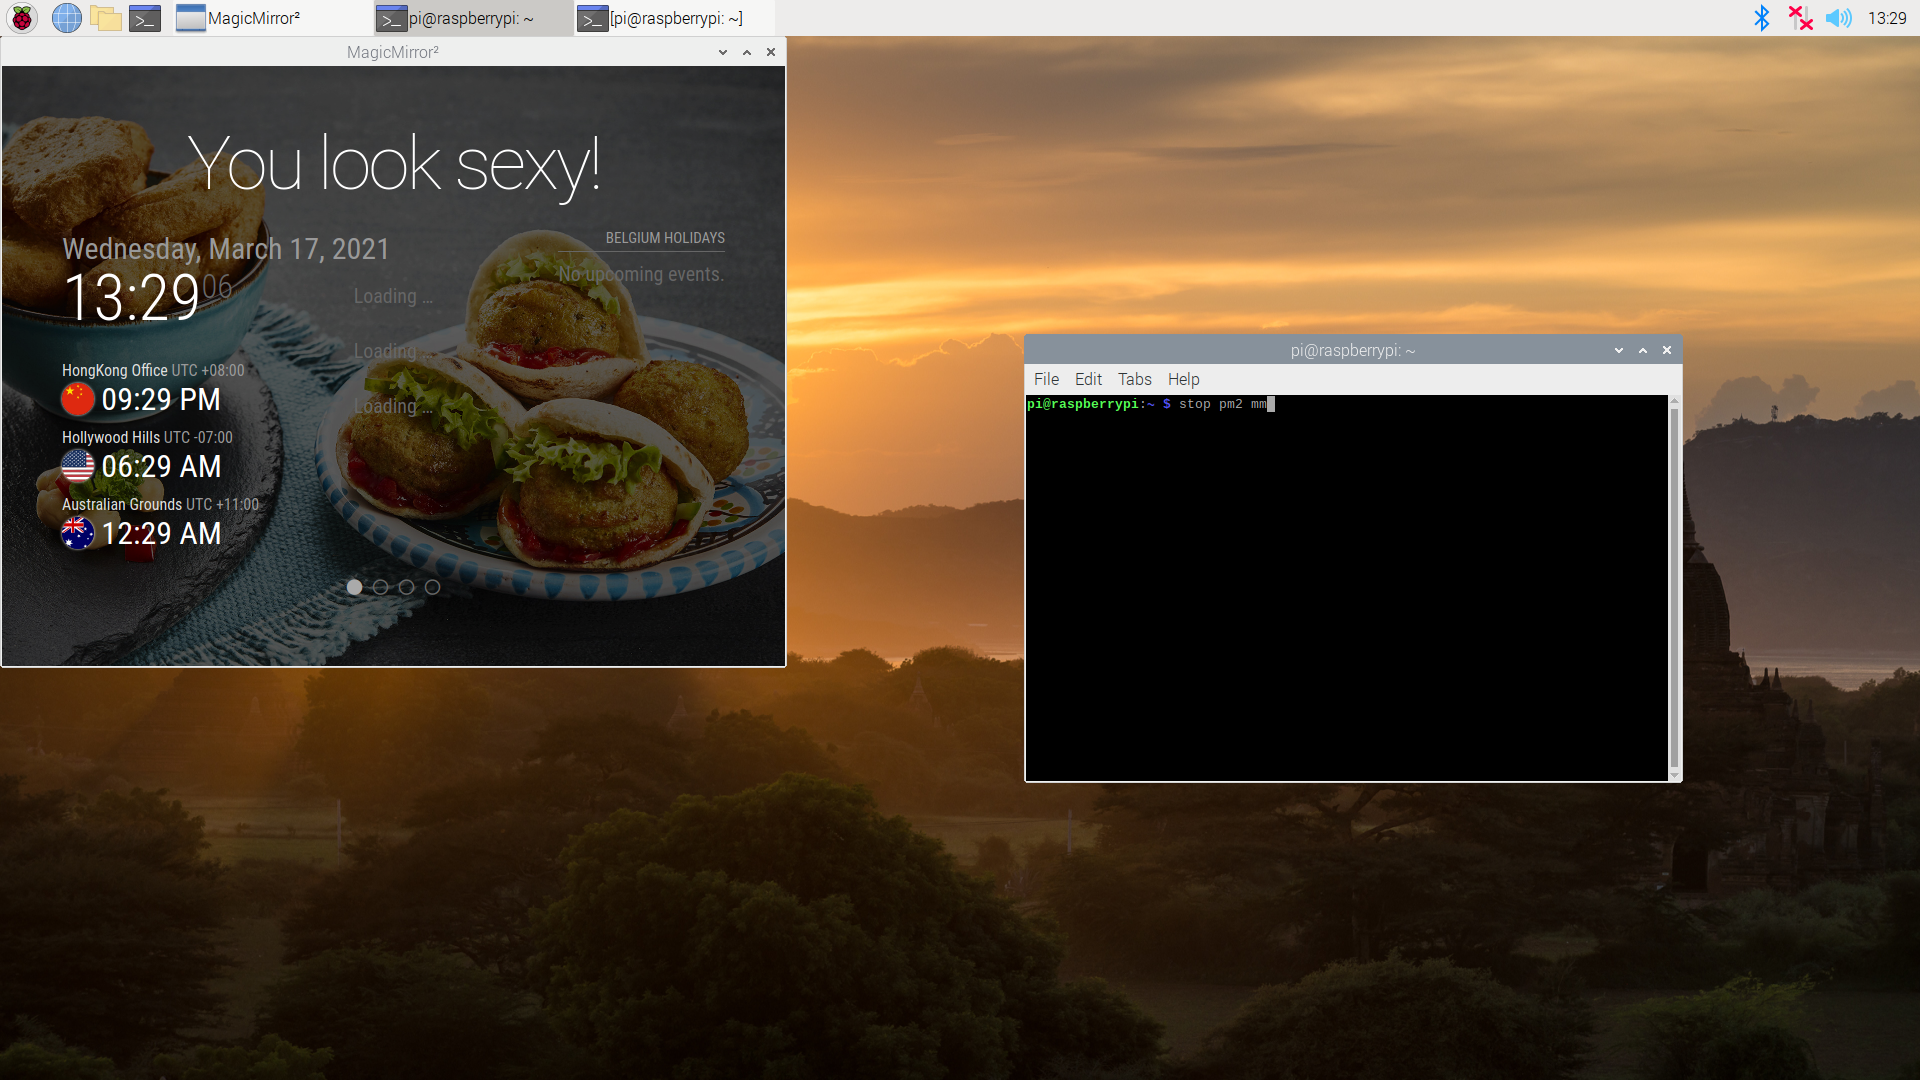 MagicMirror²
pi@raspberrypi: ~
[pi@raspberrypi: ~]
13:29
MagicMirror²
You look sexy!
Wednesday, March 17, 2021
13:29 06
BELGIUM HOLIDAYS
No upcoming events.
Loading ...
Loading ...
Loading ...
HongKong Office UTC +08:00
09:29 PM
Hollywood Hills UTC -07:00
06:29 AM
Australian Grounds UTC +11:00
12:29 AM
pi@raspberrypi: ~
File Edit Tabs Help
pi@raspberrypi:~ $ stop pm2 mm